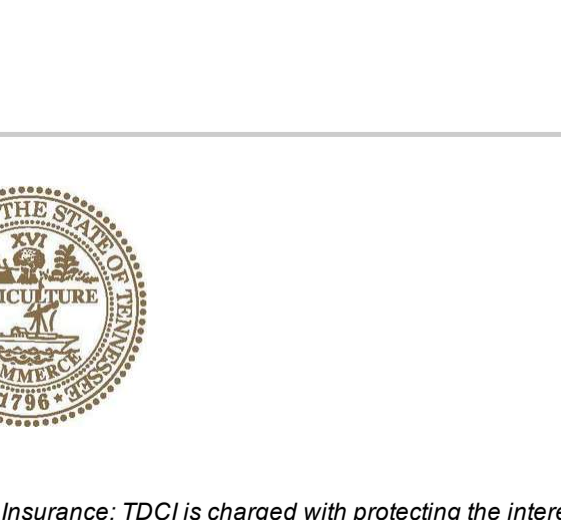 THE STATE OF TENNESSEE
XVI
ICULTURE
MMERCE
1796
Insurance: TDCI is charged with protecting the intere